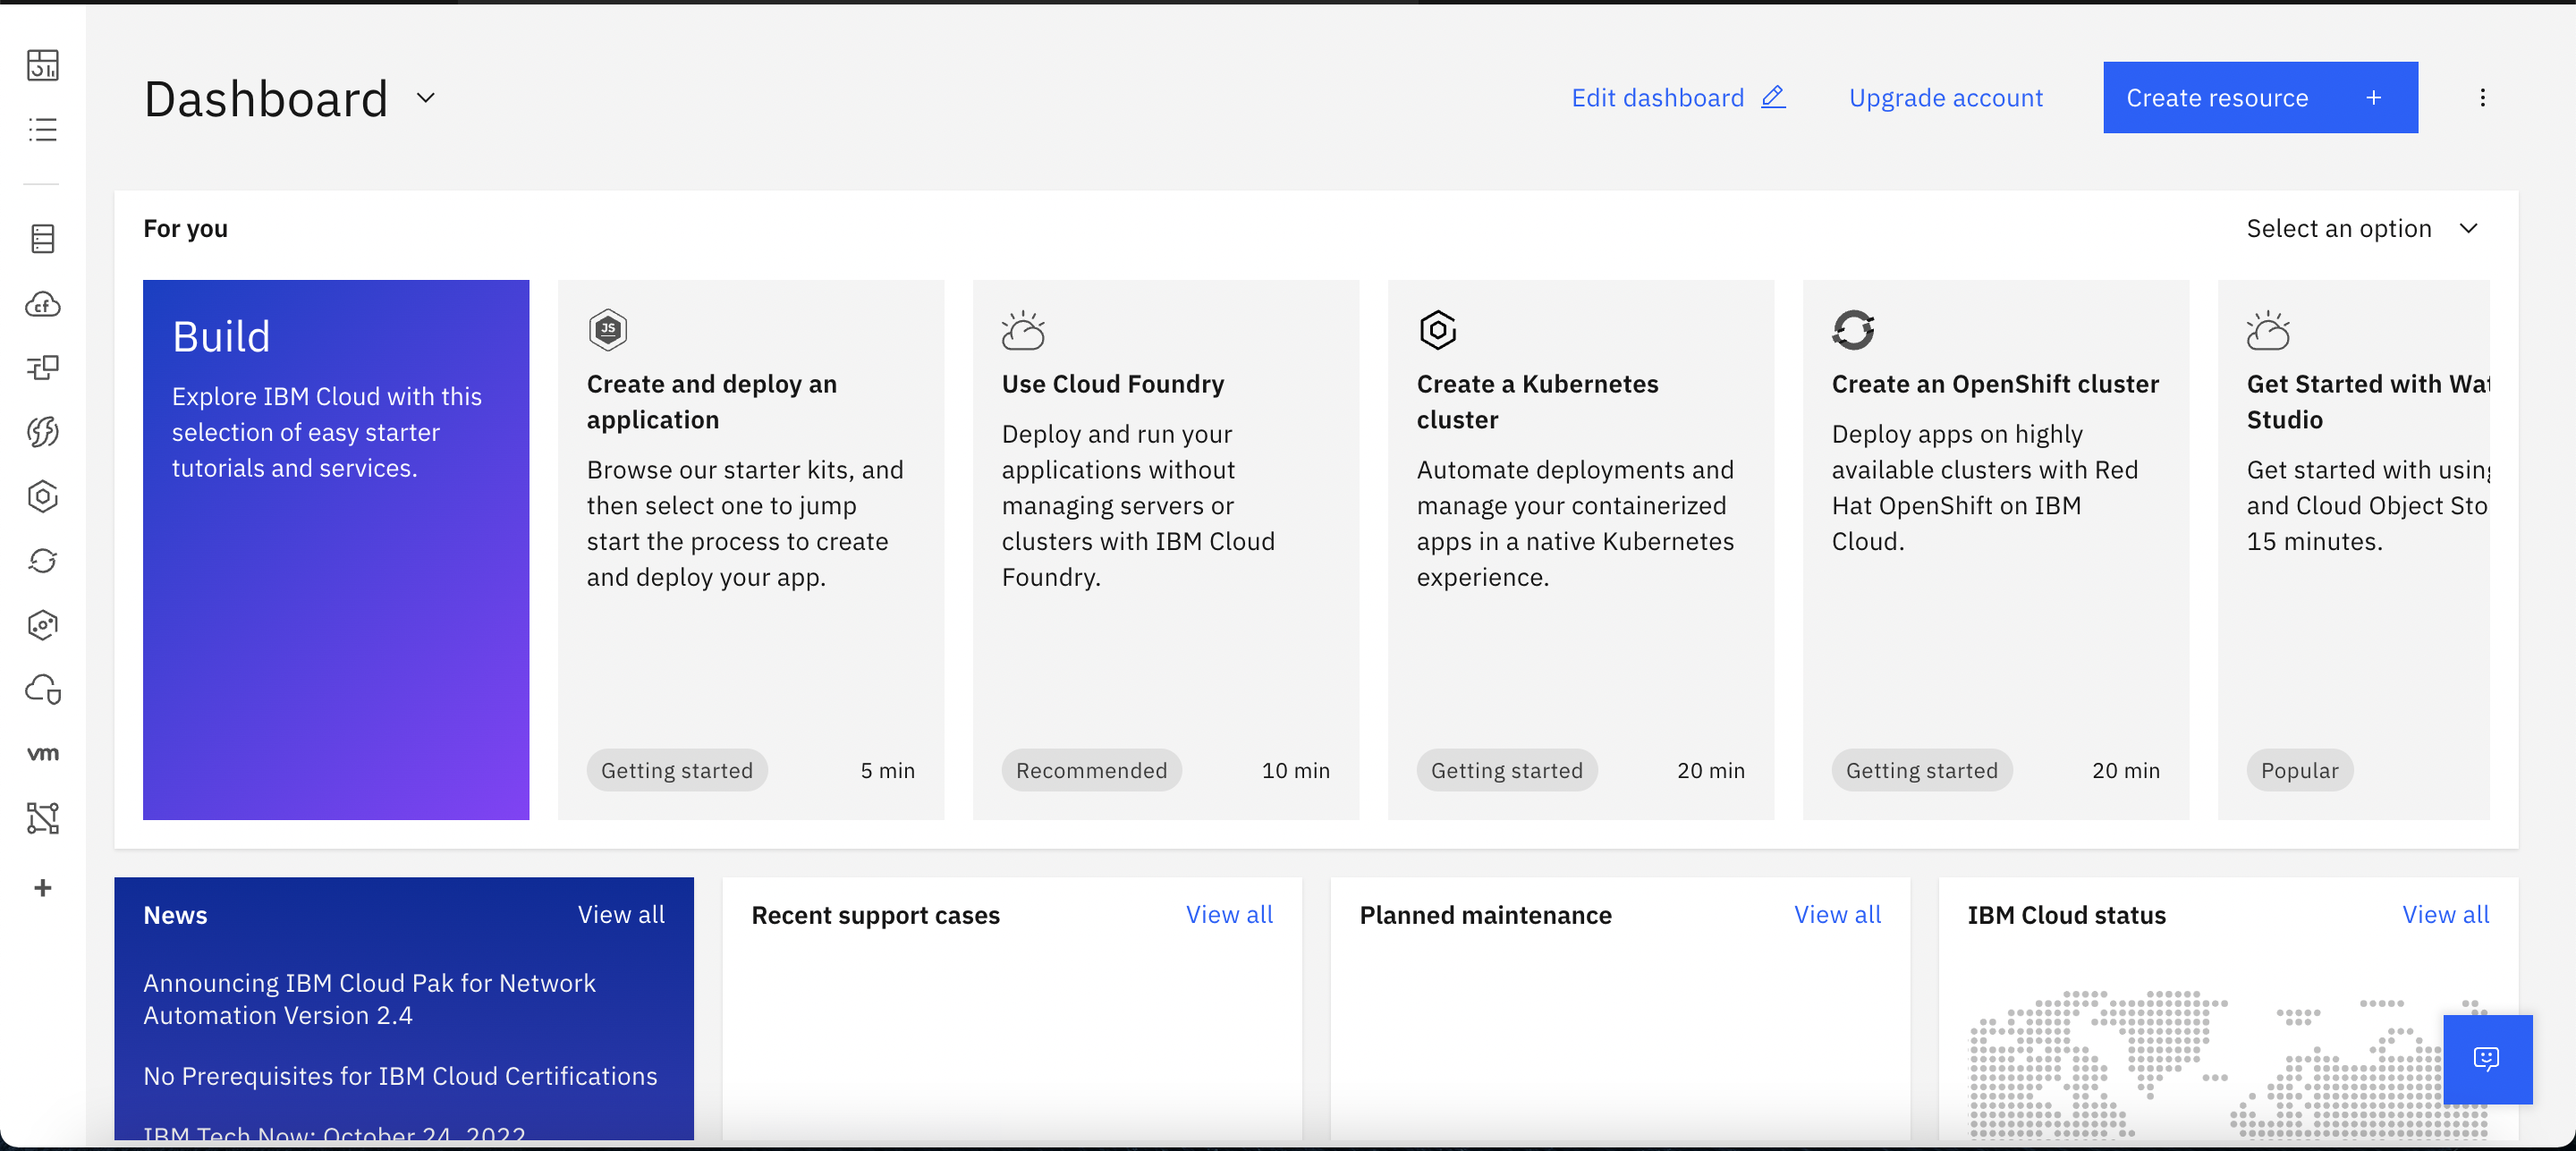 Dashboard
Edit dashboard
Upgrade account
Create resource
For you
Select an option
Build
Explore IBM Cloud with this
selection of easy starter
tutorials and services.
JS
Create and deploy an
application
Browse our starter kits, and
then select one to jump
start the process to create
and deploy your app.
Getting started
5 min
Use Cloud Foundry
Deploy and run your
applications without
managing servers or
clusters with IBM Cloud
Foundry.
Recommended
10 min
Create a Kubernetes
cluster
Automate deployments and
manage your containerized
apps in a native Kubernetes
experience.
Getting started
20 min
Create an OpenShift cluster
Deploy apps on highly
available clusters with Red
Hat OpenShift on IBM
Cloud.
Getting started
20 min
Get Started with
Studio
Get started with using
and Cloud Object
15 minutes.
Popular
cf
vm
News
View all
Announcing IBM Cloud Pak for Network
Automation Version 2.4
No Prerequisites for IBM Cloud Certifications
IBM Tech Now: October 24, 2022
Recent support cases
View all
Planned maintenance
View all
IBM Cloud status
View all